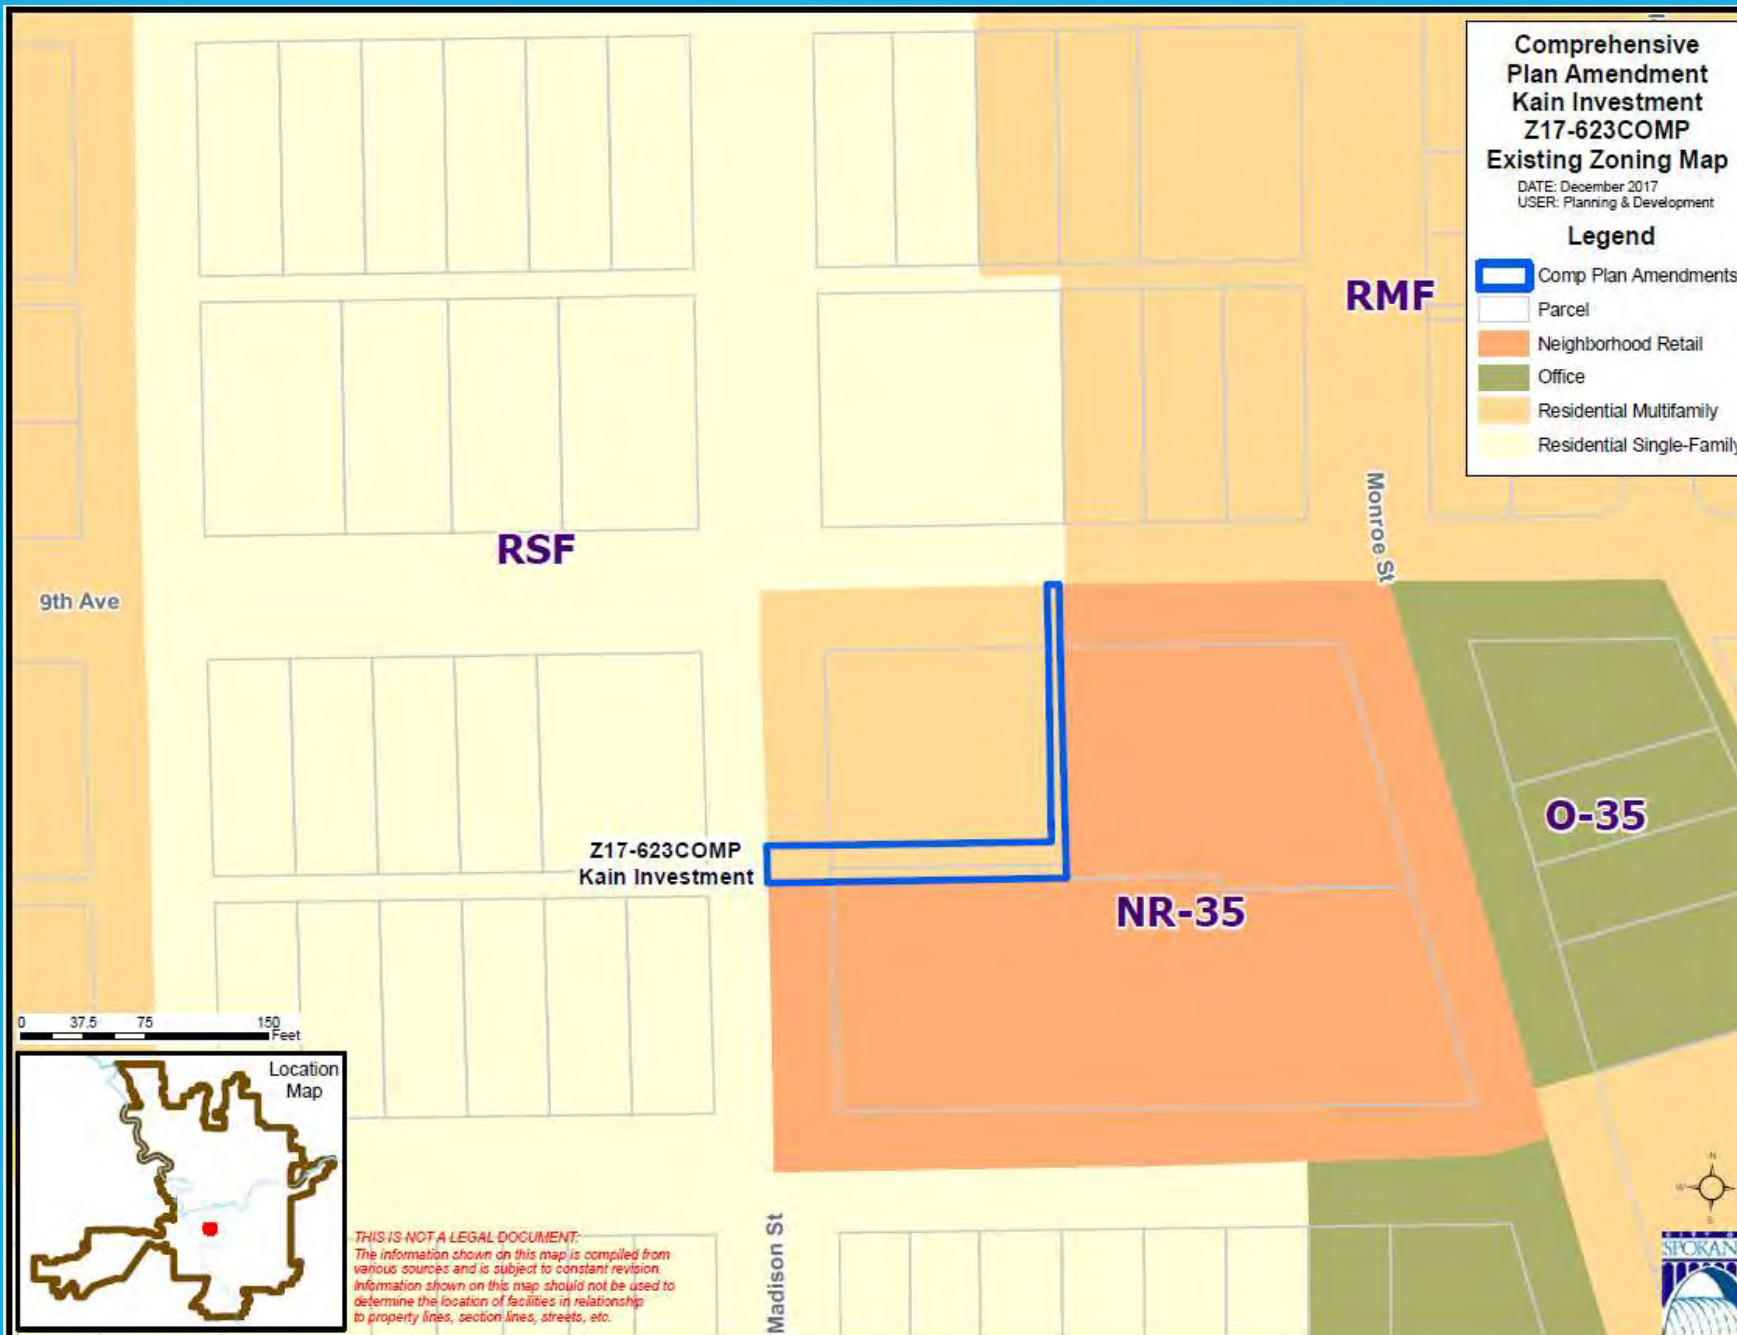 Comprehensive
Plan Amendment
Kain Investment
Z17-623COMP
Existing Zoning Map
DATE: December 2017
USER: Planning & Development
Legend
Comp Plan Amendments
Parcel
Neighborhood Retail
Office
Residential Multifamily
Residential Single-Family
RMF
Monroe St
RSF
9th Ave
O-35
Z17-623COMP
Kain Investment
NR-35
0 37.5 75 150
Feet
Location
Map
N
W
S
SPOKAN
Madison St
THIS IS NOT A LEGAL DOCUMENT:
The information shown on this map is compiled from
various sources and is subject to constant revision.
Information shown on this map should not be used to
determine the location of facilities in relationship
to property lines, section lines, streets, etc.